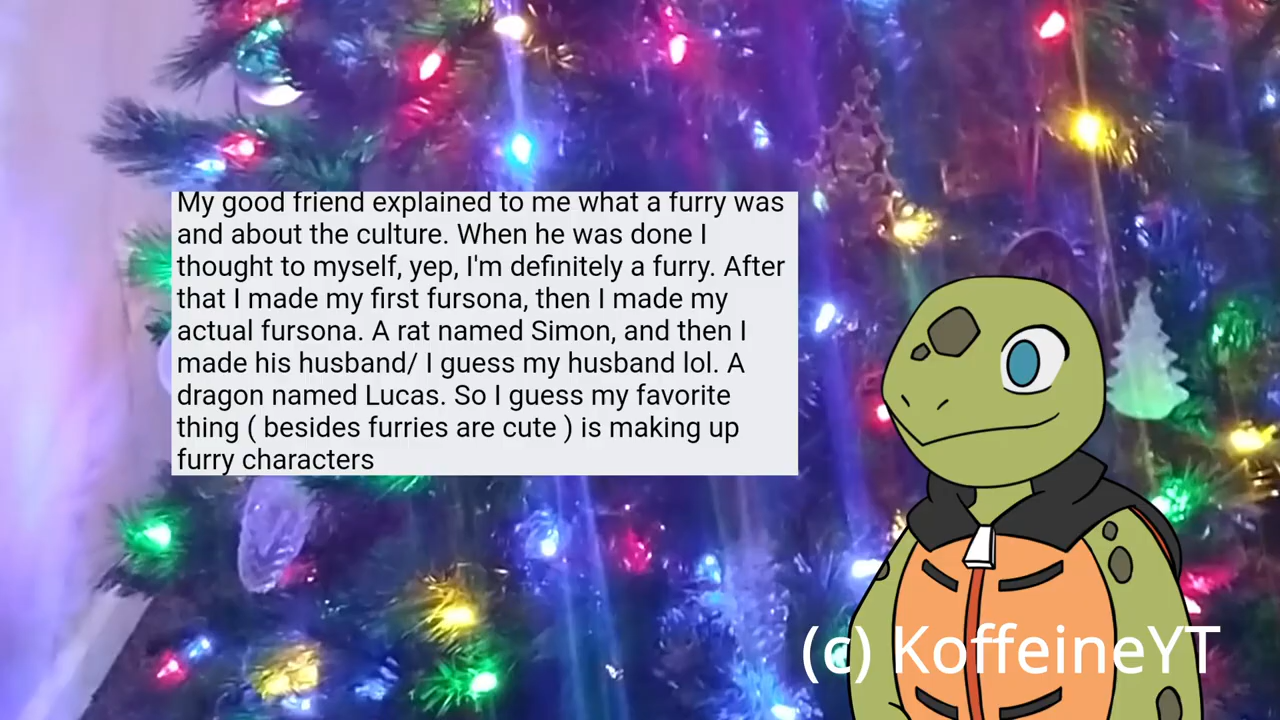 My good friend explained to me what a furry was
and about the culture. When he was done I
thought to myself, yep, I'm definitely a furry. After
that I made my first fursona, then I made my
actual fursona. A rat named Simon, and then I
made his husband/ I guess my husband lol. A
dragon named Lucas. So I guess my favorite
thing ( besides furries are cute ) is making up
furry characters
(c) KoffeineYT